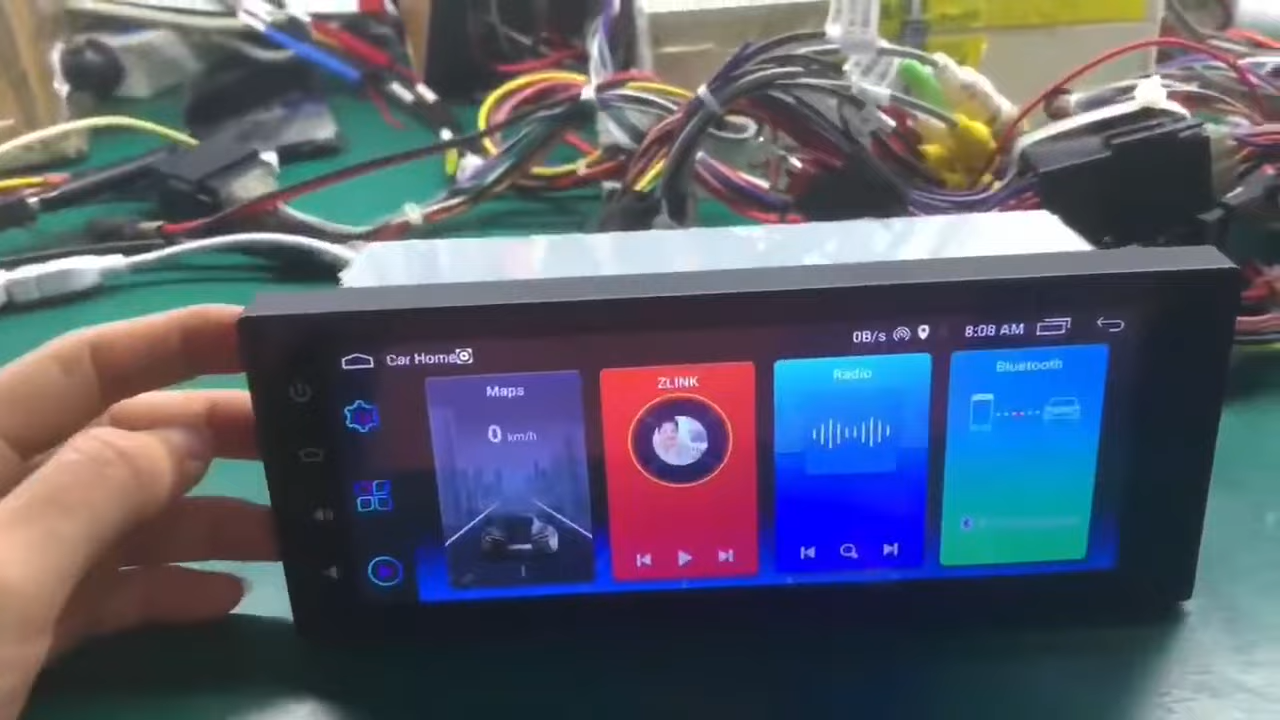 0B/s
8:08 AM
Car Home
Maps
0 km/h
ZLINK
Radio
Bluetooth